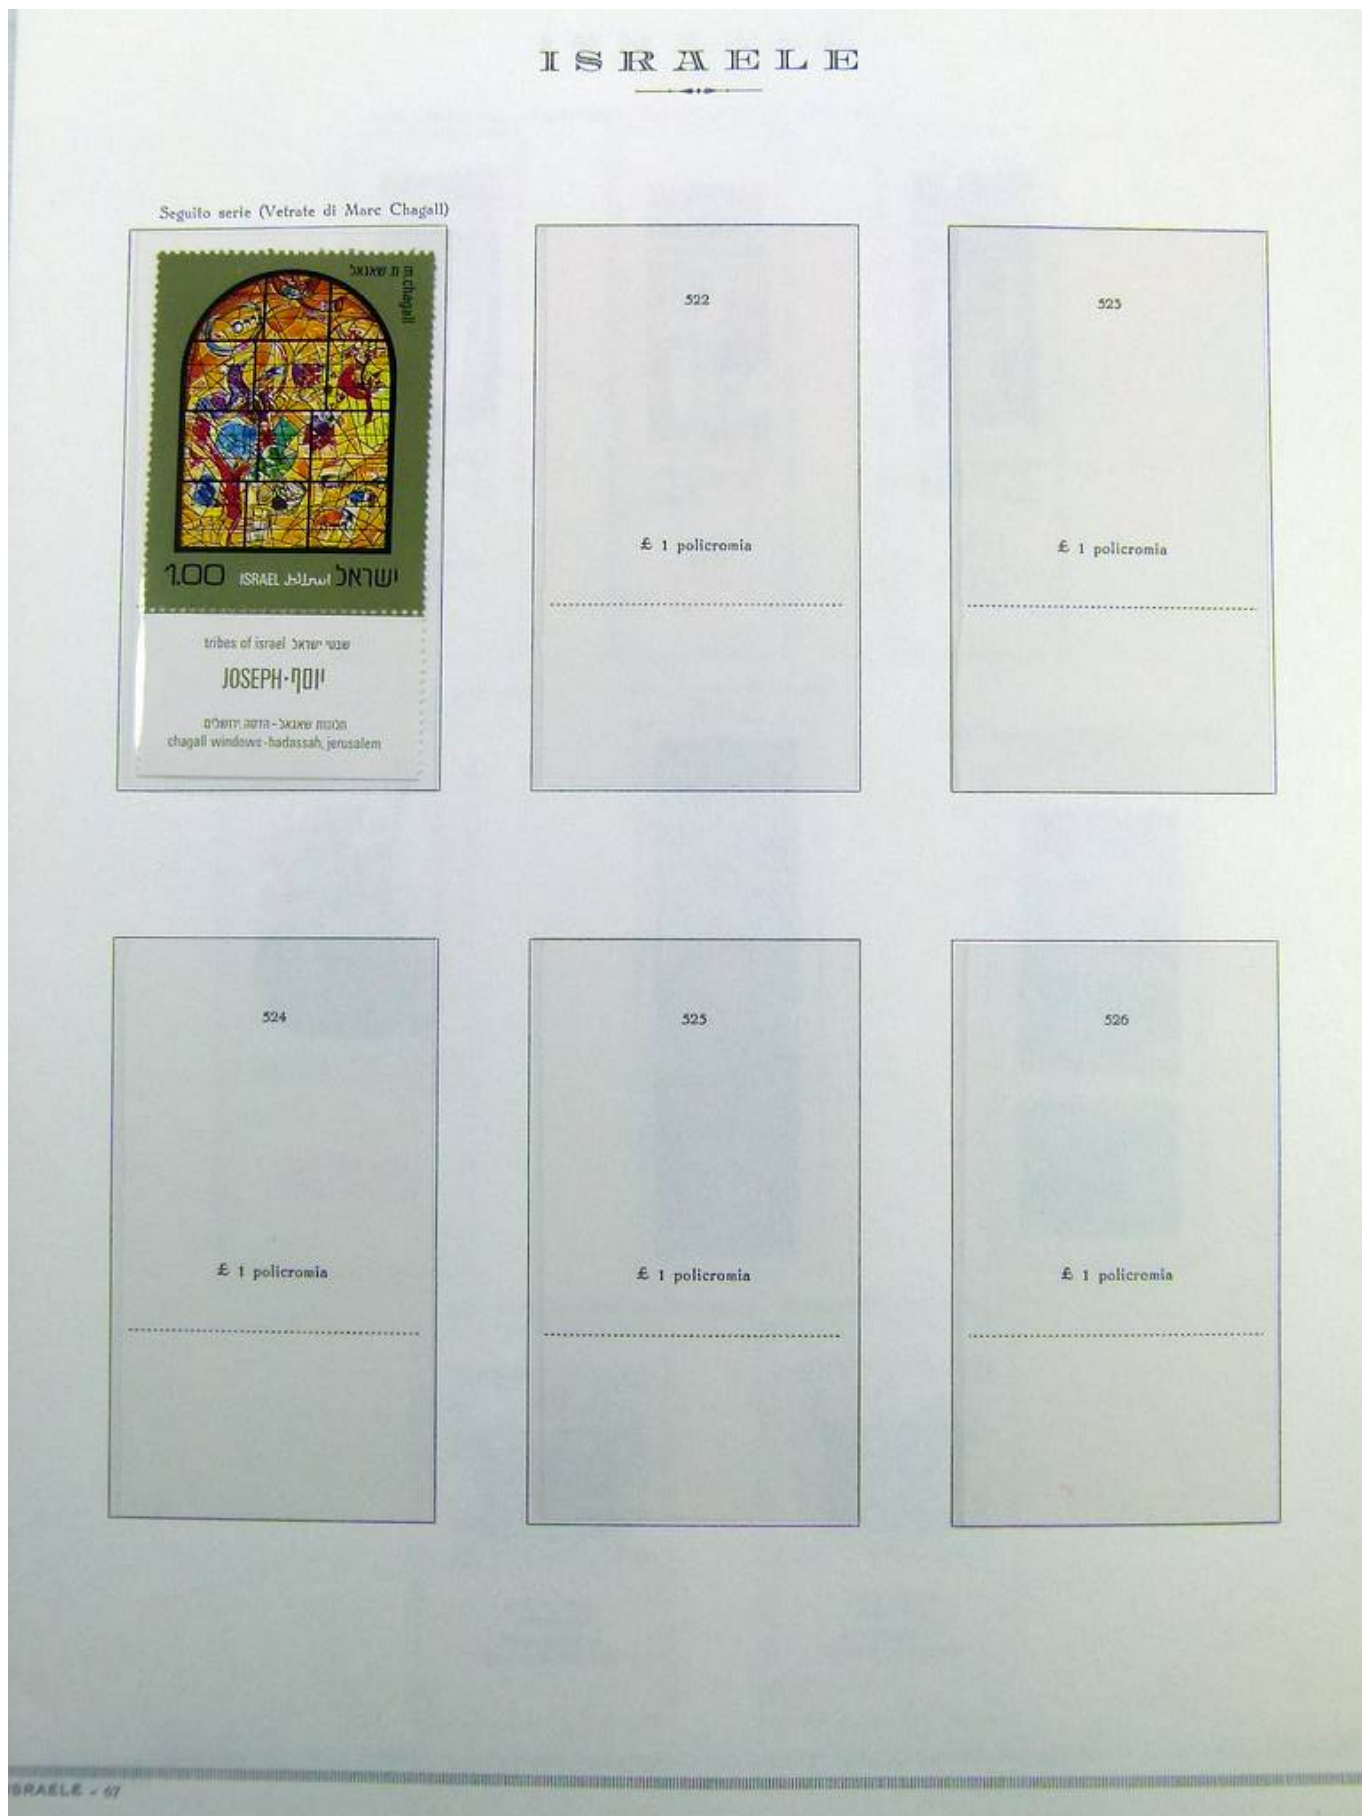 ISRAELE
Seguito serie (Vetrate di Marc Chagall)
מ. שאגאל
m.chagall
1.00 ISRAEL اسرائيل ישראל
tribes of israel שבטי ישראל
JOSEPH·יוסף
חלונות שאגאל-הדסה, ירושלים
chagall windows-hadassah, jerusalem
522
£ 1 policromia
523
£ 1 policromia
524
£ 1 policromia
525
£ 1 policromia
526
£ 1 policromia
ISRAELE - 67